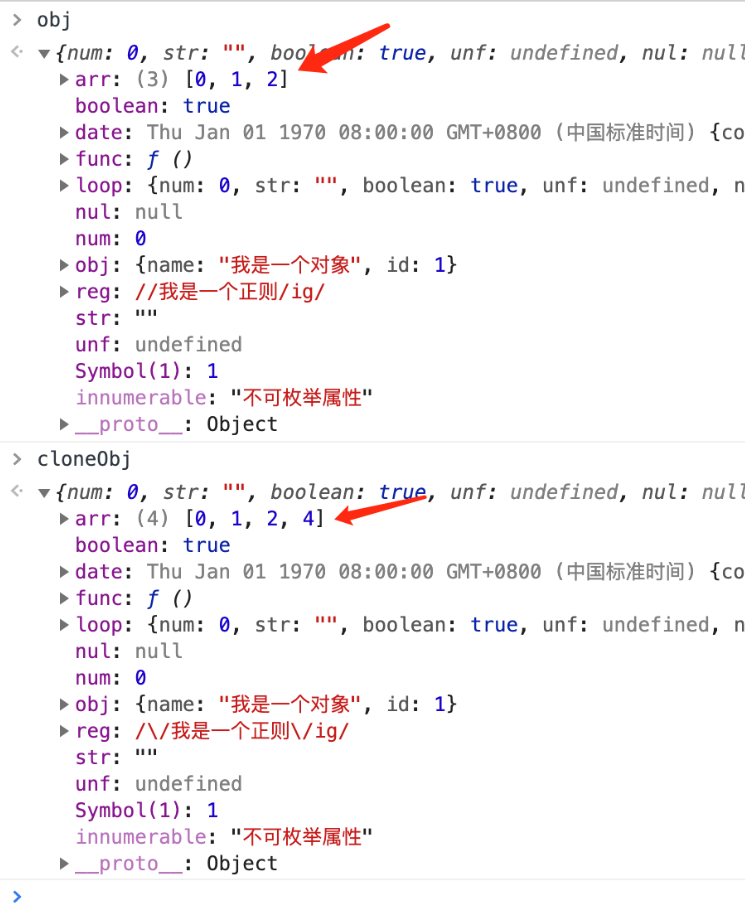 > obj
{num: 0, str: "", boolean: true, unf: undefined, nul: null
arr: (3) [0, 1, 2]
boolean: true
date: Thu Jan 01 1970 08:00:00 GMT+0800 (中国标准时间) {co
func: ƒ ()
loop: {num: 0, str: "", boolean: true, unf: undefined, n
nul: null
num: 0
obj: {name: "我是一个对象", id: 1}
reg: //我是一个正则/ig/
str: ""
unf: undefined
Symbol(1): 1
innumerable: "不可枚举属性"
__proto__: Object
> cloneObj
{num: 0, str: "", boolean: true, unf: undefined, nul: null
arr: (4) [0, 1, 2, 4]
boolean: true
date: Thu Jan 01 1970 08:00:00 GMT+0800 (中国标准时间) {co
func: ƒ ()
loop: {num: 0, str: "", boolean: true, unf: undefined, n
nul: null
num: 0
obj: {name: "我是一个对象", id: 1}
reg: /\/我是一个正则\/ig/
str: ""
unf: undefined
Symbol(1): 1
innumerable: "不可枚举属性"
__proto__: Object
>